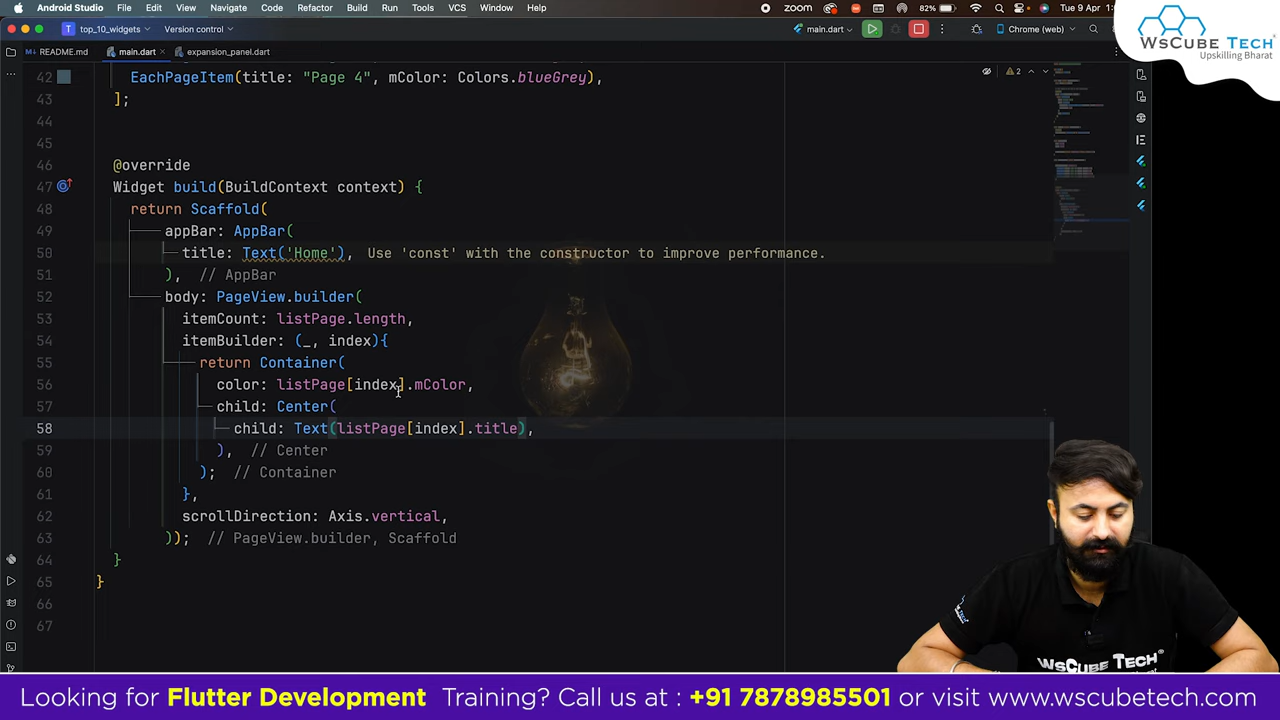 Android Studio File Edit View Navigate Code Refactor Build Run Tools VCS Window Help zoom 82% Tue 9 Apr 1:
top_10_widgets Version control main.dart Chrome (web)
WsCUBE TECH
Upskilling Bharat
README.md main.dart expansion_panel.dart
2
42 EachPageItem(title: "Page 4", mColor: Colors.blueGrey),
43 ];
44
45
46 @override
47 Widget build(BuildContext context) {
48 return Scaffold(
49 appBar: AppBar(
50 title: Text('Home'), Use 'const' with the constructor to improve performance.
51 ), // AppBar
52 body: PageView.builder(
53 itemCount: listPage.length,
54 itemBuilder: (_, index){
55 return Container(
56 color: listPage[index].mColor,
57 child: Center(
58 child: Text(listPage[index].title),
59 ), // Center
60 ); // Container
61 },
62 scrollDirection: Axis.vertical,
63 )); // PageView.builder, Scaffold
64 }
65 }
66
67
WsCUBE TECH
Looking for Flutter Development Training? Call us at : +91 7878985501 or visit www.wscubetech.com